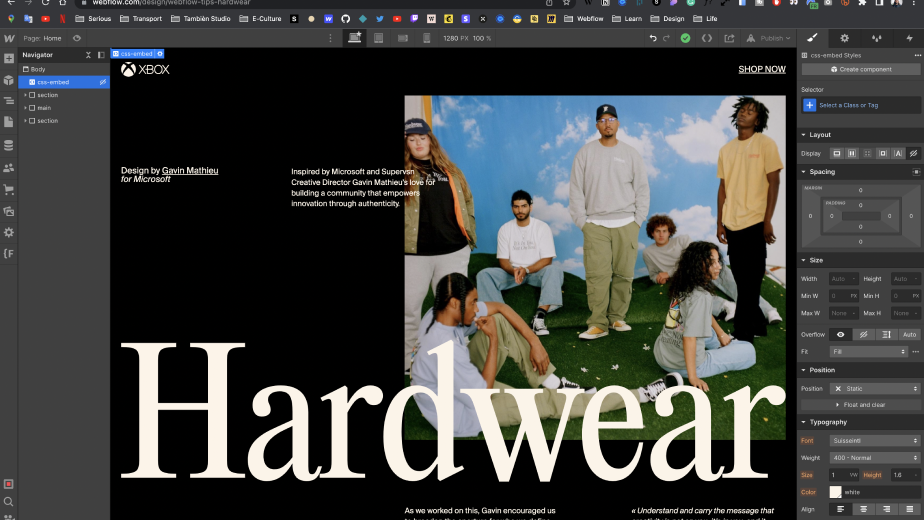 webflow.com/design/webflow-tips-hardwear
Serious
Transport
También Studio
E-Culture
Webflow
Learn
Design
Life
Page: Home
1280 PX 100 %
Publish
Navigator
Body
css-embed
section
main
section
css-embed
XBOX
SHOP NOW
Design by Gavin Mathieu
for Microsoft
Inspired by Microsoft and Supervsn
Creative Director Gavin Mathieu's love for
building a community that empowers
innovation through authenticity.
Hardwear
As we worked on this, Gavin encouraged us
« Understand and carry the message that
css-embed Styles
Create component
Selector
Select a Class or Tag
Layout
Display
Spacing
MARGIN
0
PADDING
0
0 0 0 0
0
0
Size
Width Auto Height Auto
Min W 0 PX Min H 0 PX
Max W None Max H None
Overflow Auto
Fit Fill
Position
Position Static
Float and clear
Typography
Font Suisseintl
Weight 400 - Normal
Size 1 VW Height 1.6
Color white
Align